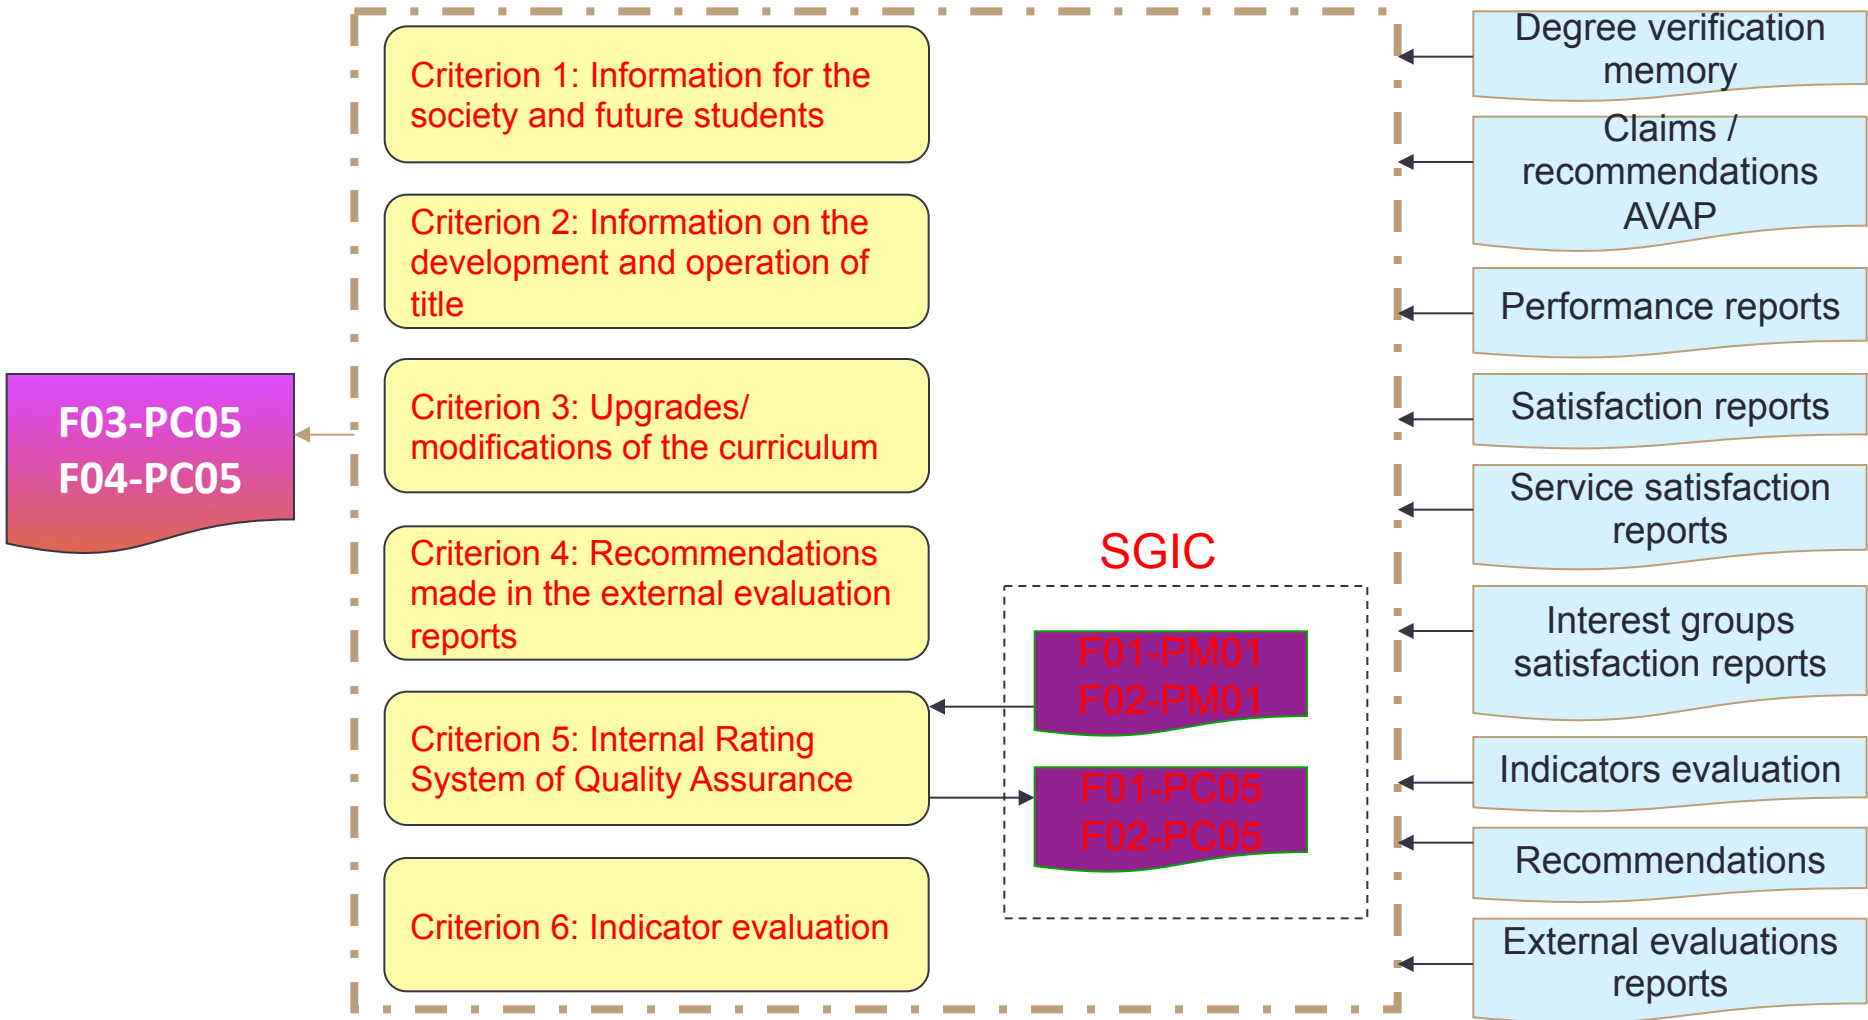 F03-PC05
F04-PC05
Criterion 1: Information for the
society and future students
Criterion 2: Information on the
development and operation of
title
Criterion 3: Upgrades/
modifications of the curriculum
Criterion 4: Recommendations
made in the external evaluation
reports
Criterion 5: Internal Rating
System of Quality Assurance
Criterion 6: Indicator evaluation
SGIC
F01-PM01
F02-PM01
F01-PC05
F02-PC05
Degree verification
memory
Claims /
recommendations
AVAP
Performance reports
Satisfaction reports
Service satisfaction
reports
Interest groups
satisfaction reports
Indicators evaluation
Recommendations
External evaluations
reports